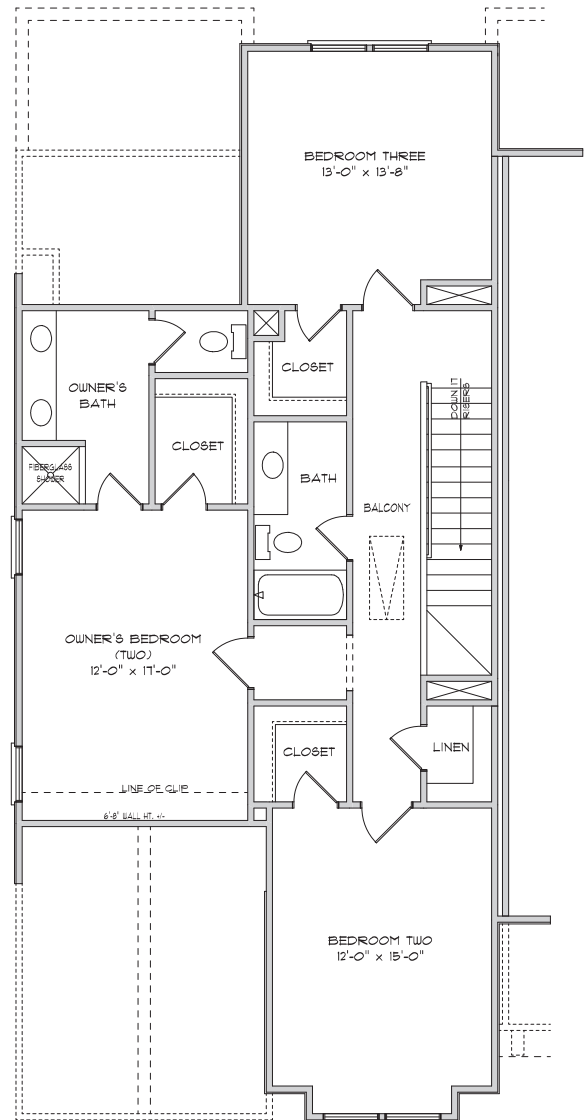 BEDROOM THREE
13'-0" x 13'-8"
CLOSET
OWNER'S
BATH
CLOSET
DOWN 17
RISERS
FIBERGLASS
SHOWER
BATH
BALCONY
OWNER'S BEDROOM
(TWO)
12'-0" x 17'-0"
CLOSET
LINEN
LINE OF CLIP
6'-8" WALL HT. +/-
BEDROOM TWO
12'-0" x 15'-0"